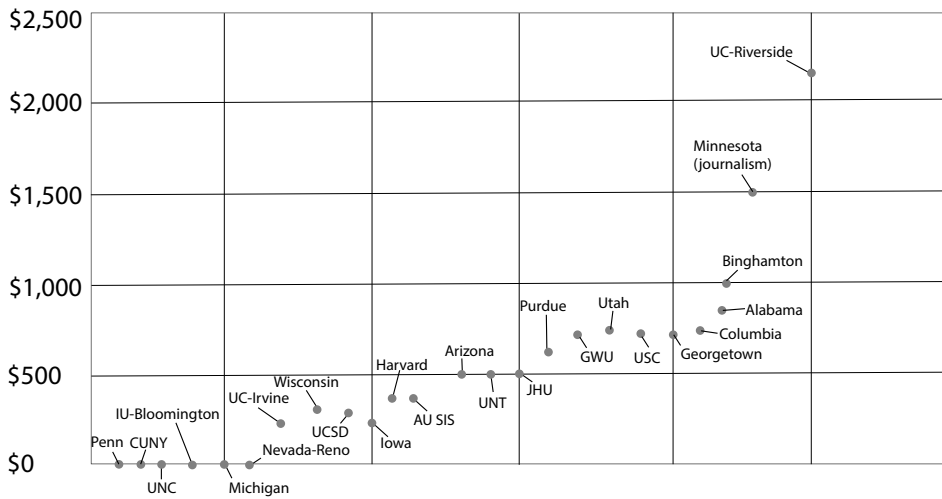 $2,500
UC-Riverside
$2,000
Minnesota
(journalism)
$1,500
Binghamton
$1,000
Purdue
Utah
Alabama
Columbia
GWU
USC
Georgetown
$500
Arizona
Harvard
UNT
JHU
Wisconsin
UC-Irvine
AU SIS
IU-Bloomington
UCSD
Iowa
Penn
CUNY
Nevada-Reno
$0
UNC
Michigan